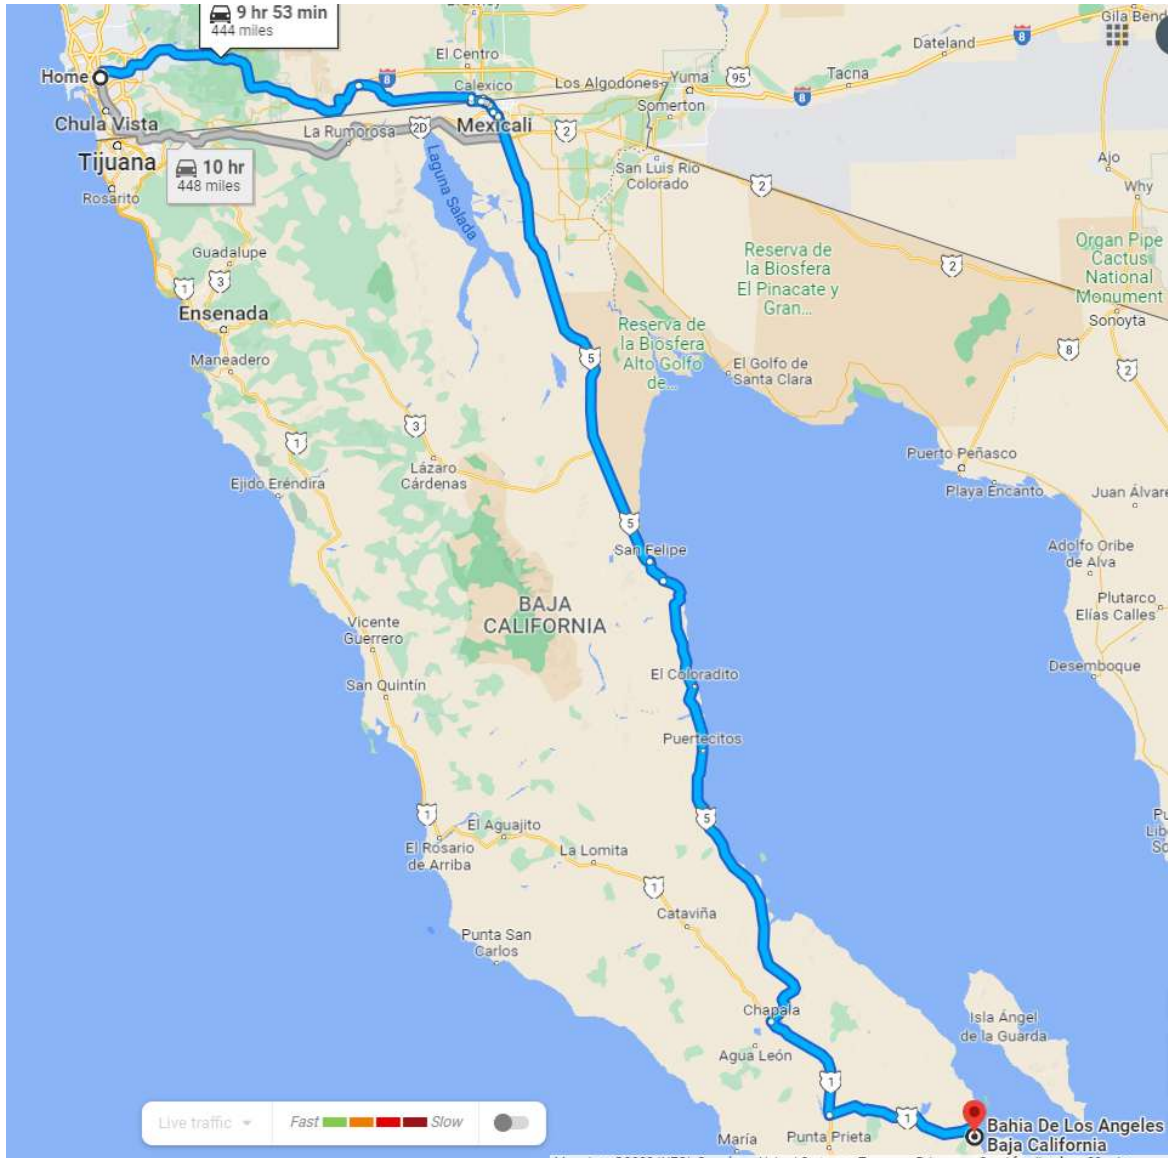 9 hr 53 min
444 miles
El Centro
8
Dateland
Gila Bend
8
Home
Calexico
Los Algodones
Yuma
95
Tacna
8
Somerton
Chula Vista
La Rumorosa
2D
Mexicali
2
Tijuana
10 hr
448 miles
Rosarito
Laguna Salada
San Luis Río
Colorado
2
Ajo
Why
Guadalupe
1
3
Ensenada
Reserva de
la Biosfera
El Pinacate y
Gran...
2
Organ Pipe
Cactus
National
Monument
Sonoyta
Reserva de
la Biosfera
Alto Golfo
de...
5
Maneadero
El Golfo de
Santa Clara
8
2
3
1
Lázaro
Cárdenas
Ejido Eréndira
Puerto Peñasco
Playa Encanto
Juan Álvare
5
San Felipe
Adolfo Oribe
de Alva
BAJA
CALIFORNIA
Plutarco
Elías Calles
Vicente
Guerrero
San Quintín
El Coloradito
Desemboque
Puertecitos
1
5
El Aguajito
El Rosario
de Arriba
La Lomita
1
Cataviña
Punta San
Carlos
Chapala
Isla Ángel
de la Guarda
Agua León
1
1
Live traffic
Fast
Slow
María
Punta Prieta
Bahia De Los Angeles
Baja California